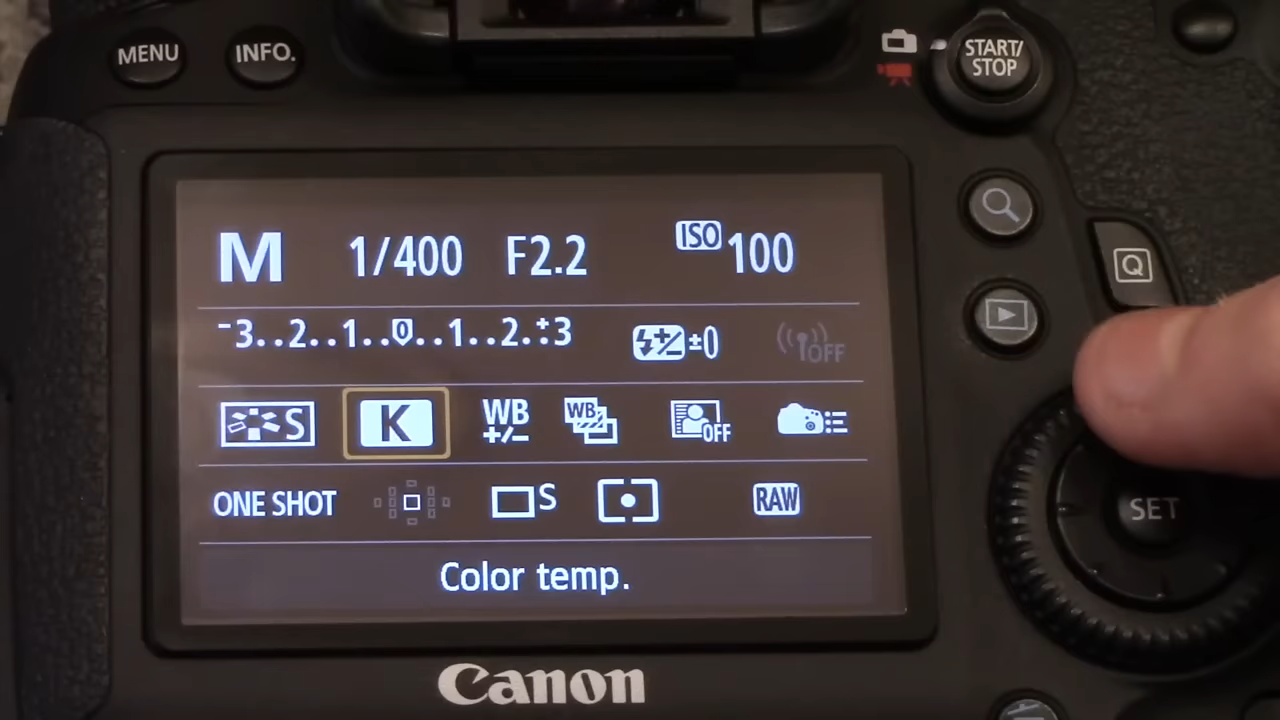 MENU INFO. START/
STOP
M 1/400 F2.2 ISO 100
-3..2..1..0..1..2.+3 ±0 OFF
S K WB
+/- WB OFF
Q
ONE SHOT S RAW
SET
Color temp.
Canon